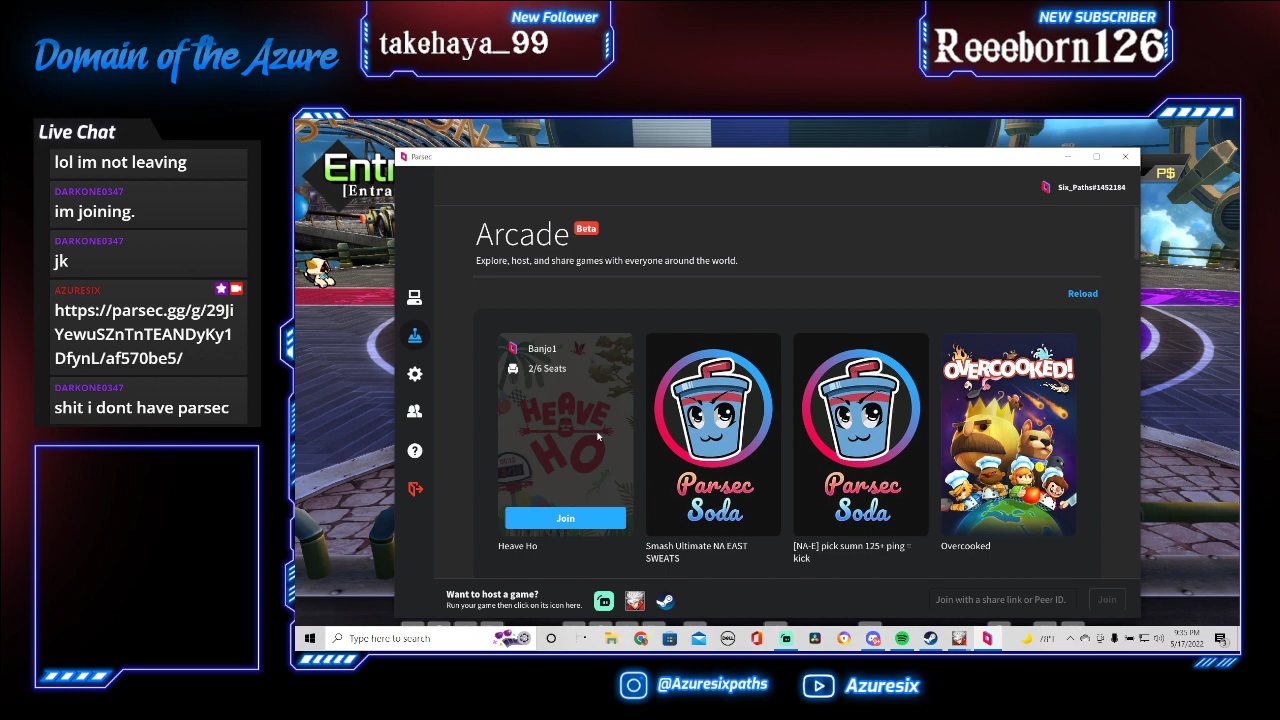 Domain of the Azure
New Follower
takehaya_99
NEW SUBSCRIBER
Reeeborn126
Live Chat
lol im not leaving
DARKONE0347
im joining.
DARKONE0347
jk
AZURESIX
https://parsec.gg/g/29Ji
YewuSZnTnTEANDyKy1
DfynL/af570be5/
DARKONE0347
shit i dont have parsec
Entr
[Entra
P$
Parsec
Six_Paths#1452184
Arcade Beta
Explore, host, and share games with everyone around the world.
Reload
Banjo1
2/6 Seats
HEAVE
HO
Join
Heave Ho
Parsec
Soda
Smash Ultimate NA EAST
SWEATS
Parsec
Soda
[NA-E] pick sumn 125+ ping =
kick
OVERCOOKED!
Overcooked
Want to host a game?
Run your game then click on its icon here.
Join with a share link or Peer ID.
Join
Type here to search
DELL
78°F
9:35 PM
5/17/2022
@Azuresixpaths
Azuresix